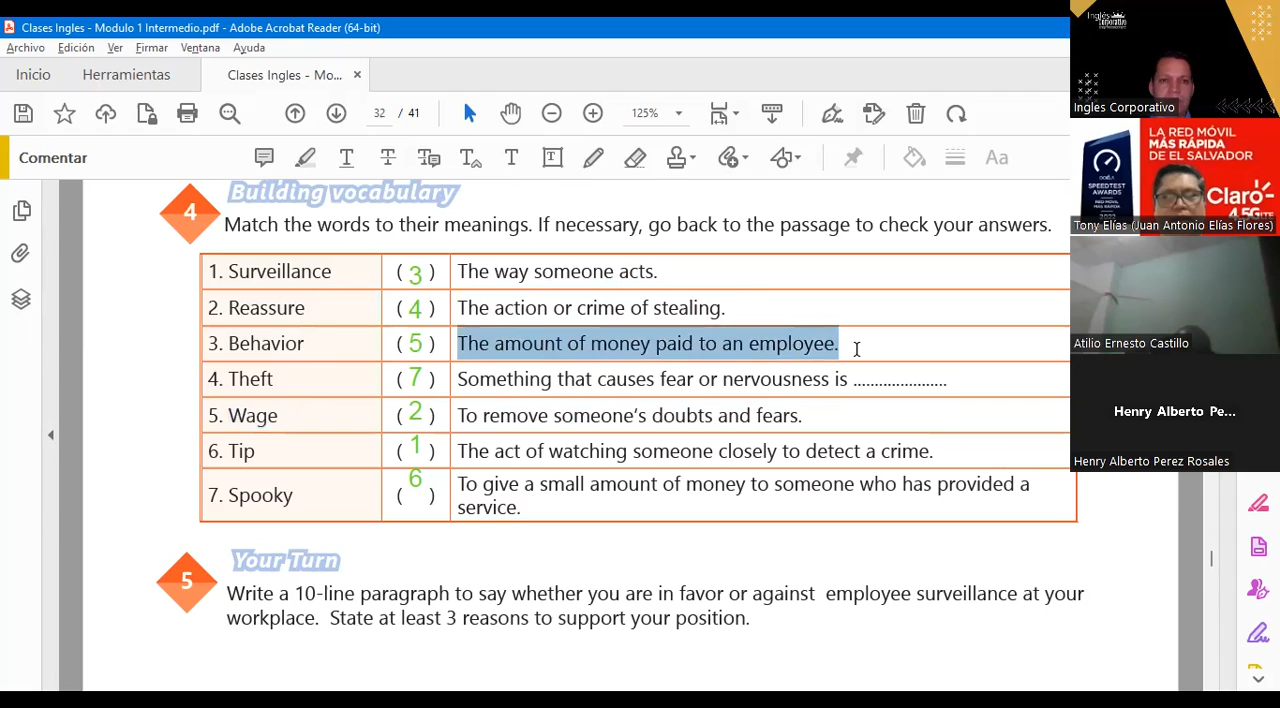 Clases Ingles - Modulo 1 Intermedio.pdf - Adobe Acrobat Reader (64-bit)
Archivo Edición Ver Firmar Ventana Ayuda
Inicio Herramientas Clases Ingles - Mo... ×
32 / 41 125%
Comentar
Building vocabulary
4 Match the words to their meanings. If necessary, go back to the passage to check your answers.
1. Surveillance ( 3 ) The way someone acts.
2. Reassure ( 4 ) The action or crime of stealing.
3. Behavior ( 5 ) The amount of money paid to an employee.
4. Theft ( 7 ) Something that causes fear or nervousness is ......................
5. Wage ( 2 ) To remove someone's doubts and fears.
6. Tip ( 1 ) The act of watching someone closely to detect a crime.
7. Spooky ( 6 ) To give a small amount of money to someone who has provided a
service.
Your Turn
5 Write a 10-line paragraph to say whether you are in favor or against employee surveillance at your
workplace. State at least 3 reasons to support your position.
Inglés
Corporativo
Ingles Corporativo
SPEEDTEST
AWARDS
LA RED MÓVIL
MÁS RÁPIDA
DE EL SALVADOR
Claro
4.5G LTE
Tony Elías (Juan Antonio Elías Flores)
Atilio Ernesto Castillo
Henry Alberto Pe...
Henry Alberto Perez Rosales